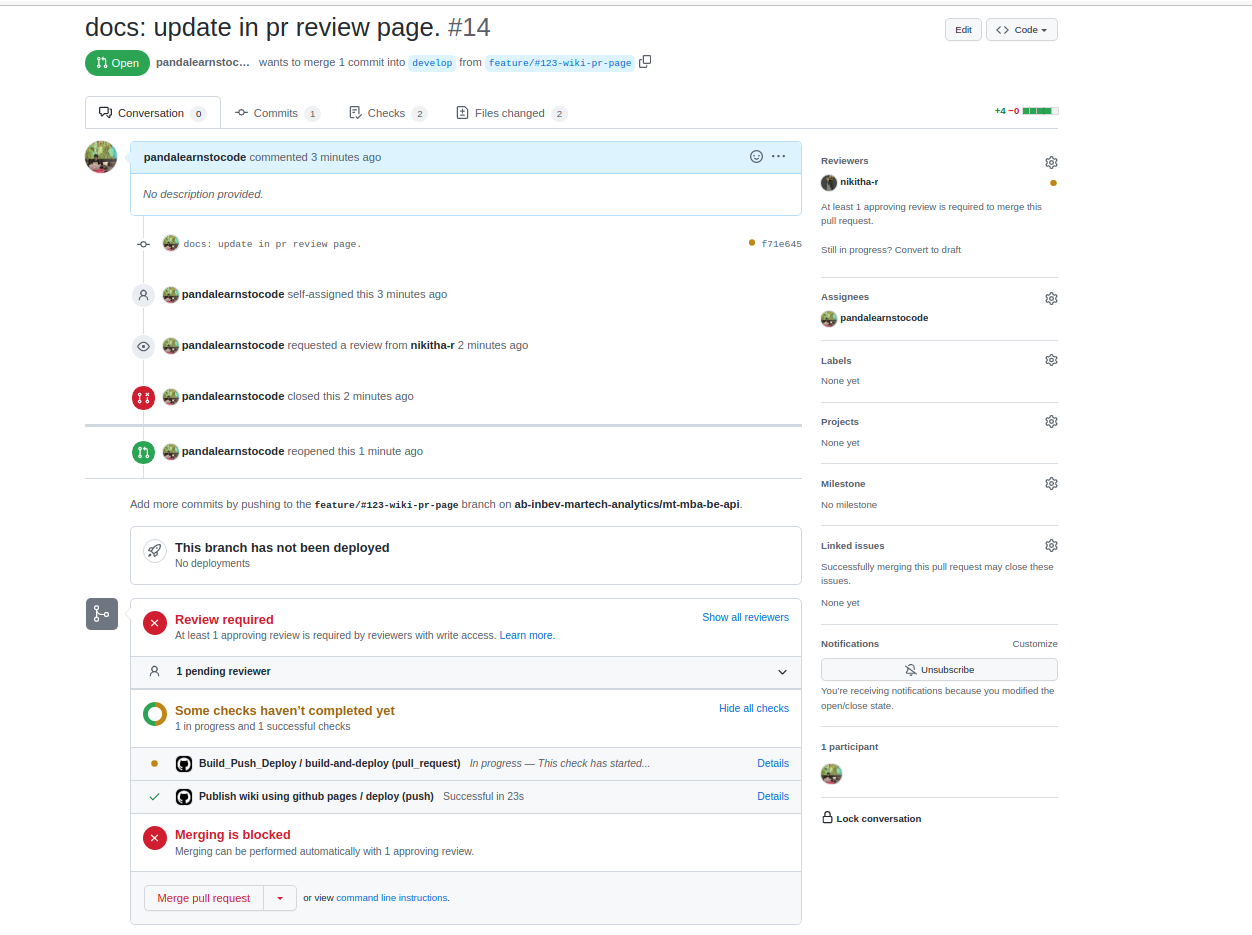 docs: update in pr review page. #14
Edit
Code
Open
pandalearnstoc... wants to merge 1 commit into develop from feature/#123-wiki-pr-page
Conversation 0
Commits 1
Checks 2
Files changed 2
+4 −0
pandalearnstocode commented 3 minutes ago
No description provided.
docs: update in pr review page.
f71e645
pandalearnstocode self-assigned this 3 minutes ago
pandalearnstocode requested a review from nikitha-r 2 minutes ago
pandalearnstocode closed this 2 minutes ago
pandalearnstocode reopened this 1 minute ago
Add more commits by pushing to the feature/#123-wiki-pr-page branch on ab-inbev-martech-analytics/mt-mba-be-api.
This branch has not been deployed
No deployments
Review required
Show all reviewers
At least 1 approving review is required by reviewers with write access. Learn more.
1 pending reviewer
Some checks haven't completed yet
Hide all checks
1 in progress and 1 successful checks
Build_Push_Deploy / build-and-deploy (pull_request) In progress — This check has started...
Details
Publish wiki using github pages / deploy (push) Successful in 23s
Details
Merging is blocked
Merging can be performed automatically with 1 approving review.
Merge pull request
or view command line instructions.
Reviewers
nikitha-r
At least 1 approving review is required to merge this
pull request.
Still in progress? Convert to draft
Assignees
pandalearnstocode
Labels
None yet
Projects
None yet
Milestone
No milestone
Linked issues
Successfully merging this pull request may close these
issues.
None yet
Notifications
Customize
Unsubscribe
You're receiving notifications because you modified the
open/close state.
1 participant
Lock conversation